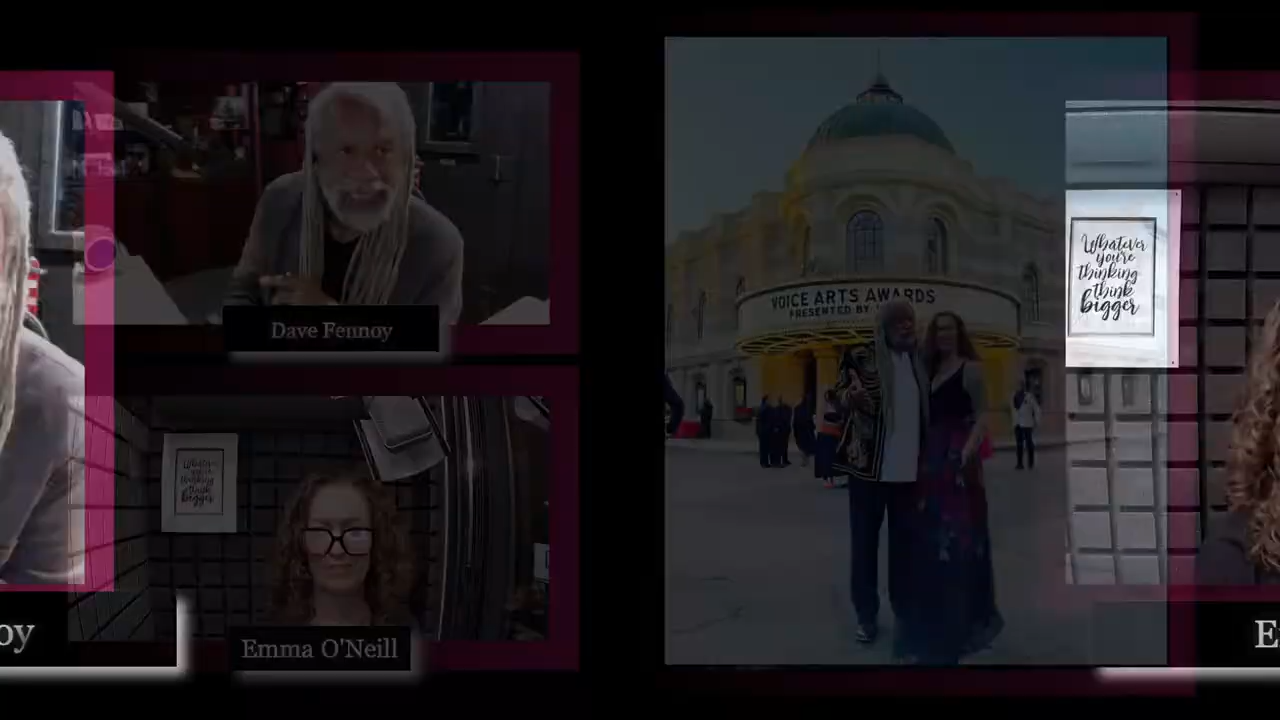 Dave Fennoy
Whatever
you're
thinking
think
bigger
Emma O'Neill
oy
VOICE ARTS AWARDS
PRESENTED BY
Whatever
you're
thinking
think
bigger
E